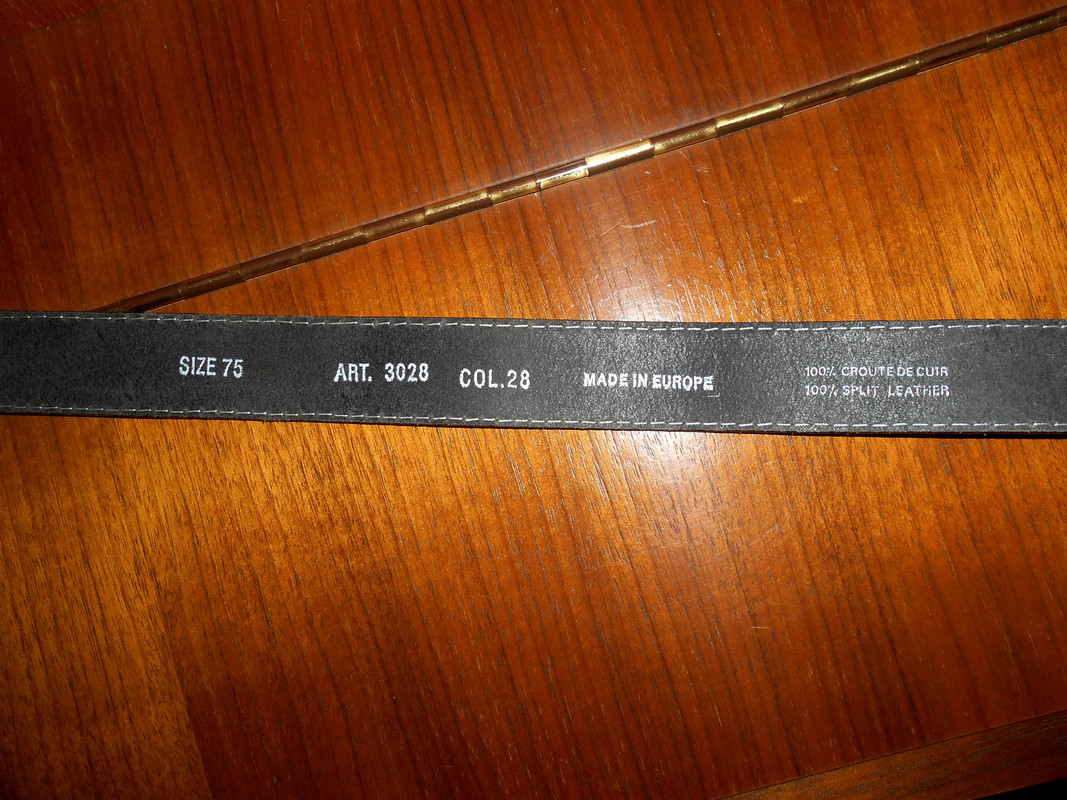 SIZE 75
ART. 3028 COL.28
MADE IN EUROPE
100% CROUTE DE CUIR
100% SPLIT LEATHER